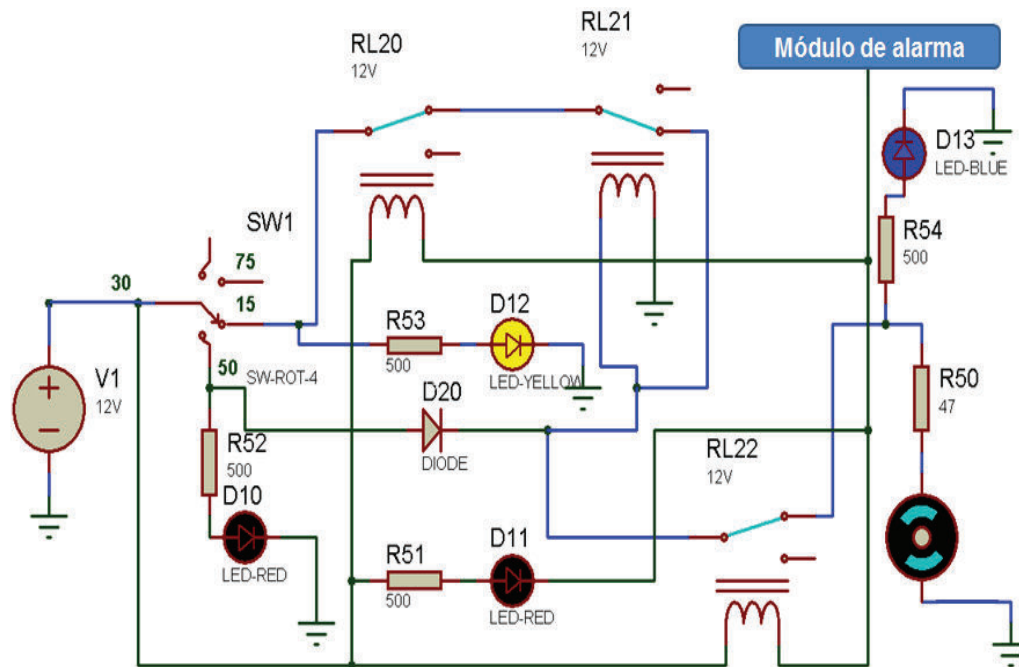 RL20
12V
RL21
12V
Módulo de alarma
D13
LED-BLUE
SW1
75
30
15
50
SW-ROT-4
R54
500
D12
LED-YELLOW
R53
500
V1
12V
D20
DIODE
R50
47
R52
500
D10
LED-RED
RL22
12V
R51
500
D11
LED-RED